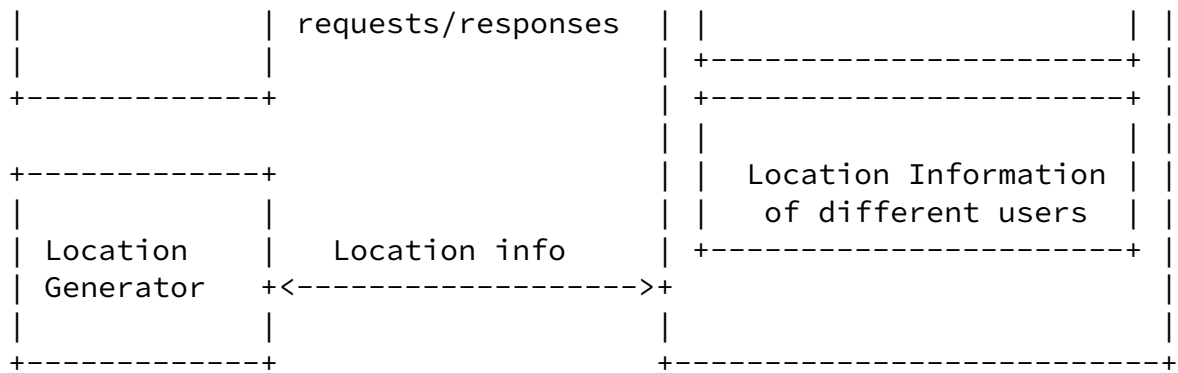 requests/responses
Location Information
of different users
Location Location info
Generator